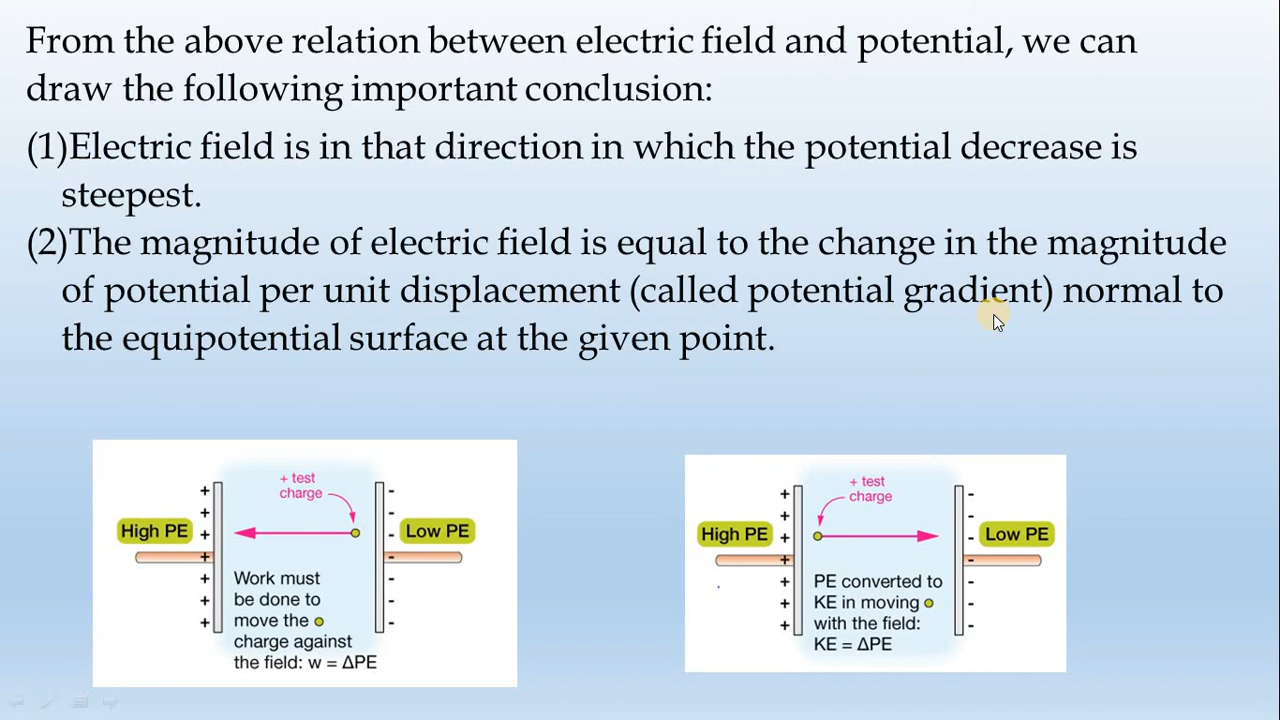 From the above relation between electric field and potential, we can
draw the following important conclusion:
(1)Electric field is in that direction in which the potential decrease is
steepest.
(2)The magnitude of electric field is equal to the change in the magnitude
of potential per unit displacement (called potential gradient) normal to
the equipotential surface at the given point.
+ test
charge
High PE
Low PE
Work must
be done to
move the
charge against
the field: w = ΔPE
+ test
charge
High PE
Low PE
PE converted to
KE in moving
with the field:
KE = ΔPE